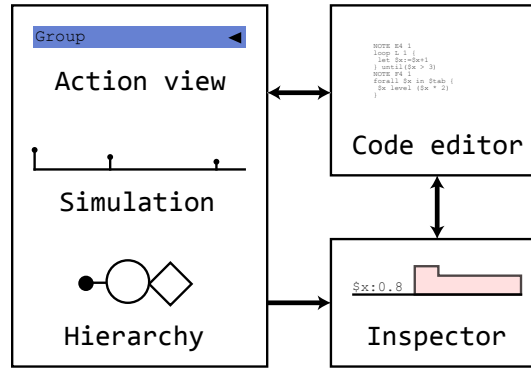 Group
Action view
Simulation
Hierarchy
NOTE E4 1
loop L 1 {
let $x:=$x+1
} until($x > 3)
NOTE F4 1
forall $x in $tab {
$x level ($x * 2)
}
Code editor
$x:0.8
Inspector